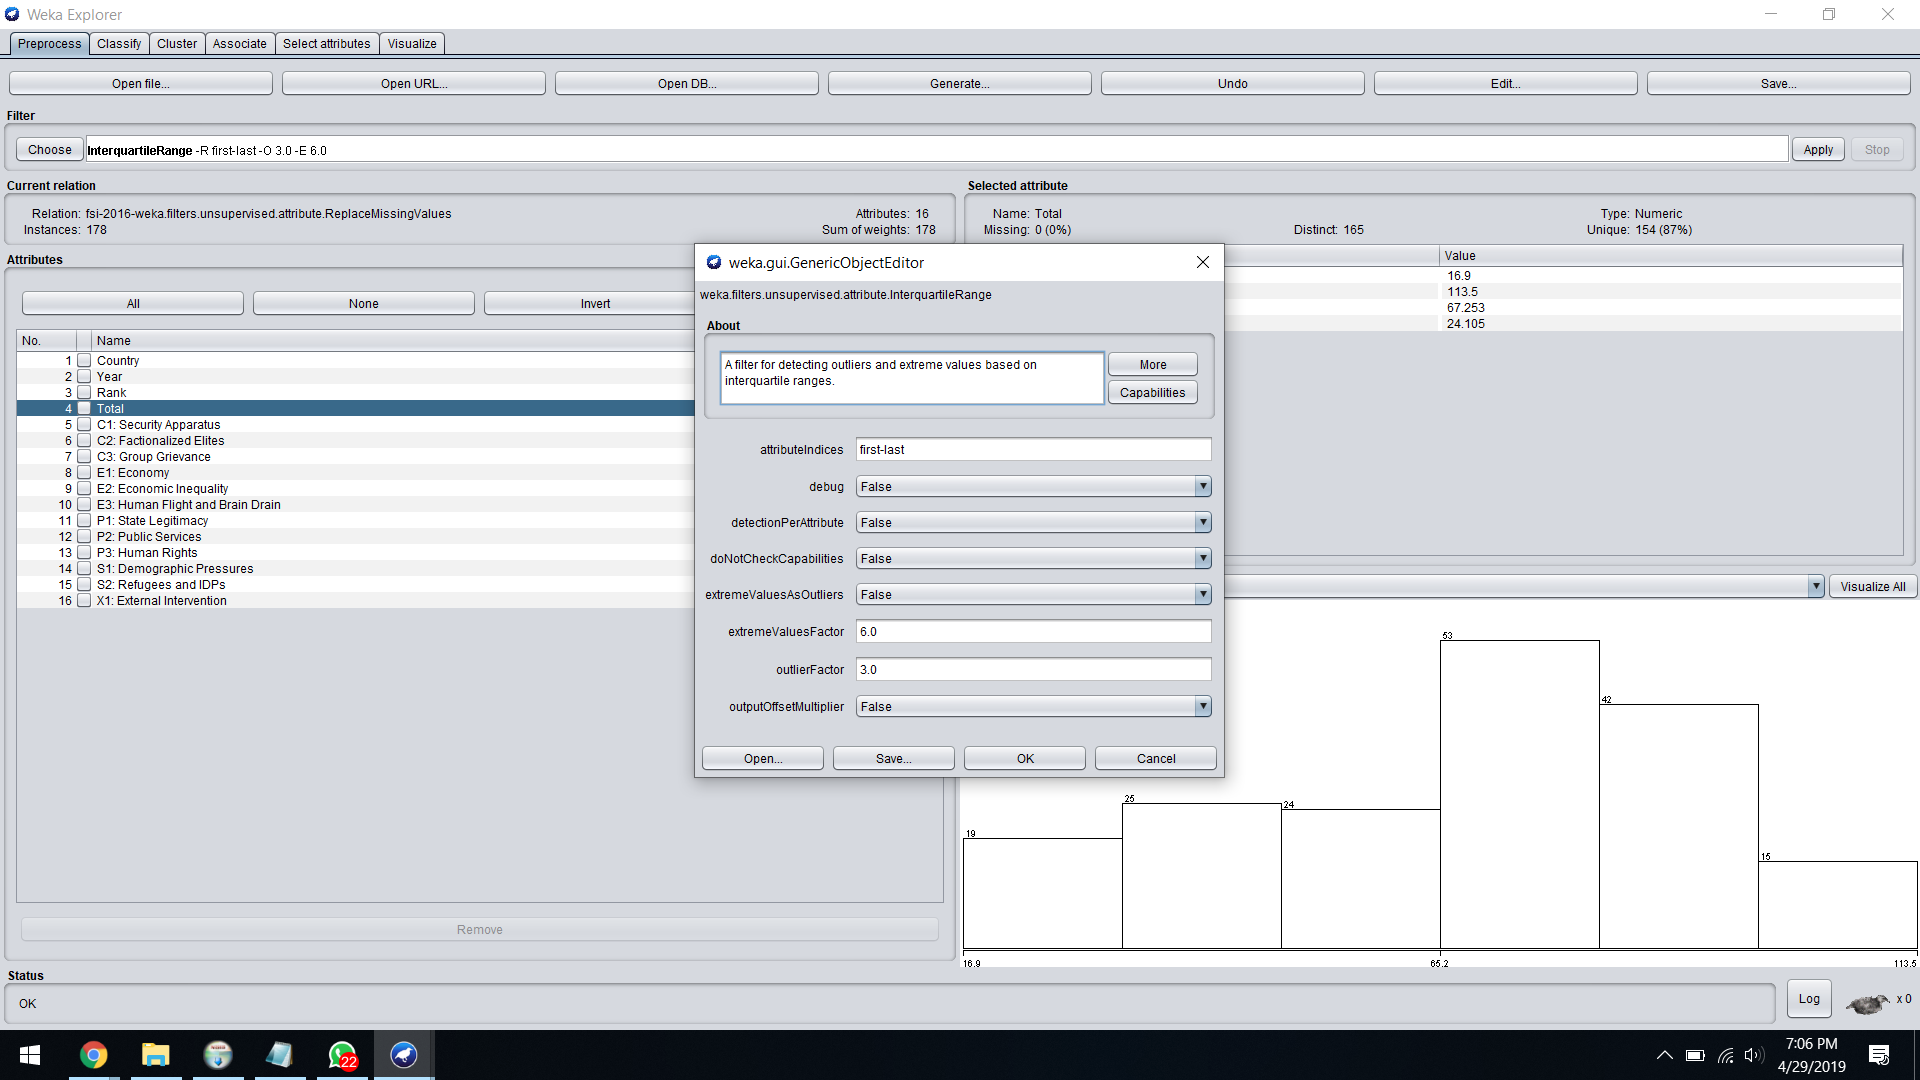 Weka Explorer
Preprocess Classify Cluster Associate Select attributes Visualize
Open file... Open URL... Open DB... Generate... Undo Edit... Save...
Filter
Choose InterquartileRange -R first-last -O 3.0 -E 6.0 Apply Stop
Current relation
Relation: fsi-2016-weka.filters.unsupervised.attribute.ReplaceMissingValues Attributes: 16
Instances: 178 Sum of weights: 178
Selected attribute
Name: Total Type: Numeric
Missing: 0 (0%) Distinct: 165 Unique: 154 (87%)
Value
16.9
113.5
67.253
24.105
Attributes
All None Invert
No. Name
1 Country
2 Year
3 Rank
4 Total
5 C1: Security Apparatus
6 C2: Factionalized Elites
7 C3: Group Grievance
8 E1: Economy
9 E2: Economic Inequality
10 E3: Human Flight and Brain Drain
11 P1: State Legitimacy
12 P2: Public Services
13 P3: Human Rights
14 S1: Demographic Pressures
15 S2: Refugees and IDPs
16 X1: External Intervention
Remove
weka.gui.GenericObjectEditor
weka.filters.unsupervised.attribute.InterquartileRange
About
A filter for detecting outliers and extreme values based on
interquartile ranges.
More
Capabilities
attributeIndices first-last
debug False
detectionPerAttribute False
doNotCheckCapabilities False
extremeValuesAsOutliers False
extremeValuesFactor 6.0
outlierFactor 3.0
outputOffsetMultiplier False
Open... Save... OK Cancel
Visualize All
19 25 24 53 42 15
16.9 65.2 113.5
Status
OK
Log x 0
22
7:06 PM
4/29/2019